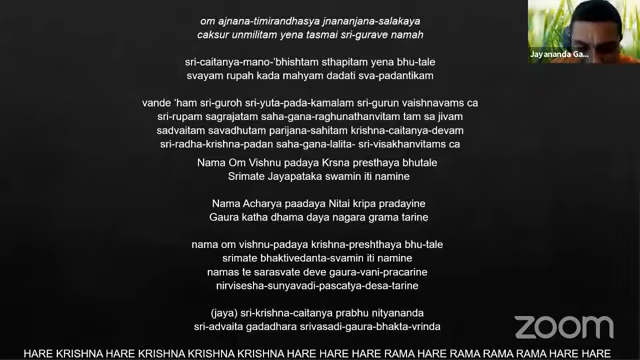 om ajnana-timirandhasya jnananjana-salakaya
caksur unmilitam yena tasmai sri-gurave namah
sri-caitanya-mano-'bhishtam sthapitam yena bhu-tale
svayam rupah kada mahyam dadati sva-padantikam
vande 'ham sri-guroh sri-yuta-pada-kamalam sri-gurun vaishnavams ca
sri-rupam sagrajatam saha-gana-raghunathanvitam tam sa jivam
sadvaitam savadhutam parijana-sahitam krishna-caitanya-devam
sri-radha-krishna-padan saha-gana-lalita- sri-visakhanvitams ca
Nama Om Vishnu padaya Krsna presthaya bhutale
Srimate Jayapataka swamin iti namine
Nama Acharya paadaya Nitai kripa pradayine
Gaura katha dhama daya nagara grama tarine
nama om vishnu-padaya krishna-preshthaya bhu-tale
srimate bhaktivedanta-svamin iti namine
namas te sarasvate deve gaura-vani-pracarine
nirvisesha-sunyavadi-pascatya-desa-tarine
(jaya) sri-krishna-caitanya prabhu nityananda
sri-advaita gadadhara srivasadi-gaura-bhakta-vrinda
HARE KRISHNA HARE KRISHNA KRISHNA KRISHNA HARE HARE HARE RAMA HARE RAMA RAMA RAMA HARE HARE
Jayananda Ga...
zoom